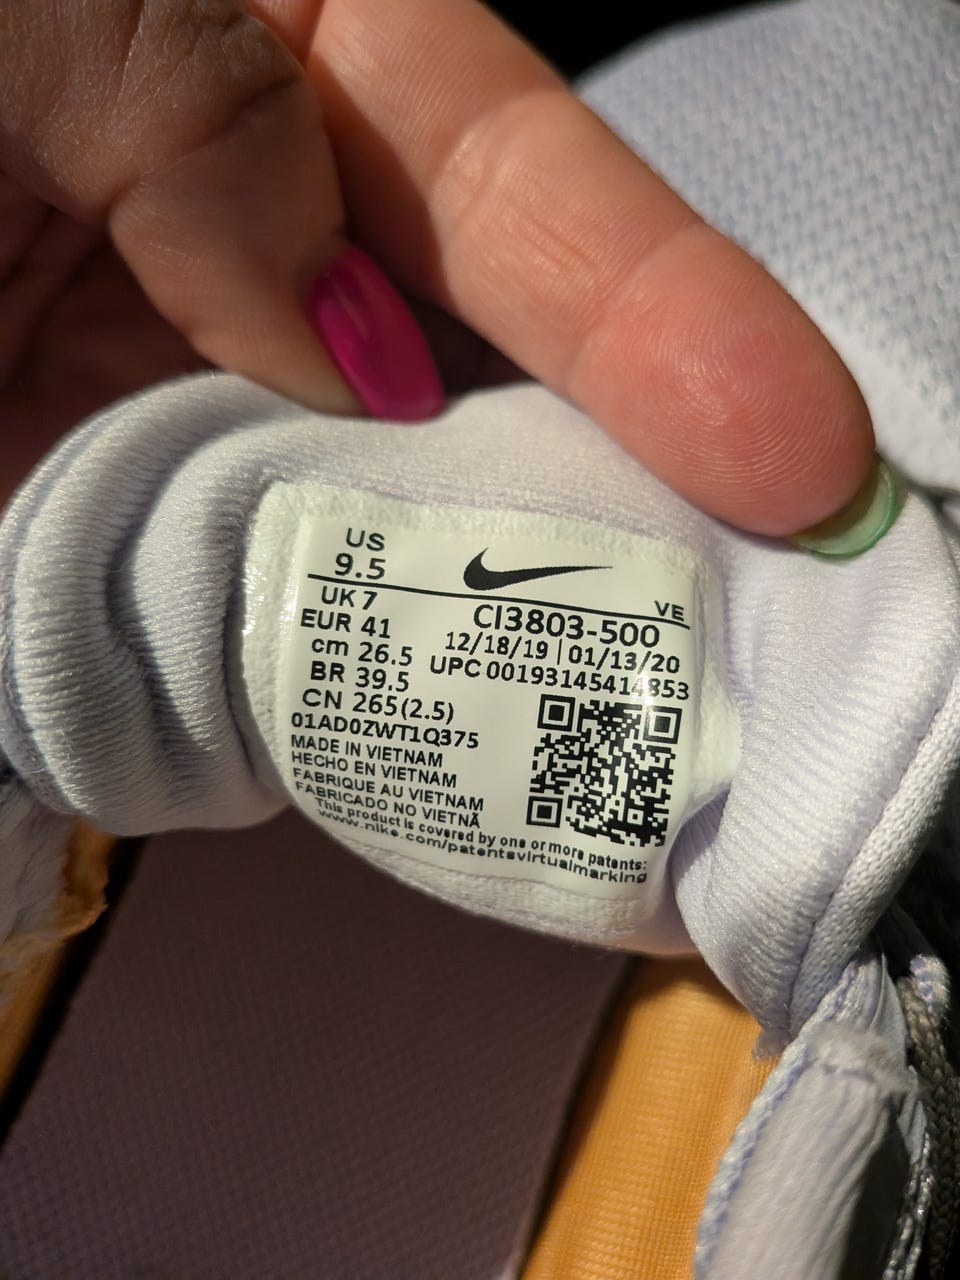 US
9.5
VE
UK 7
EUR 41
cm 26.5
BR 39.5
CN 265(2.5)
CI3803-500
12/18/19 | 01/13/20
UPC 00193145414853
01AD0ZWT1Q375
MADE IN VIETNAM
HECHO EN VIETNAM
FABRIQUE AU VIETNAM
FABRICADO NO VIETNÃ
This product is covered by one or more patents:
www.nike.com/patentsvirtualmarking